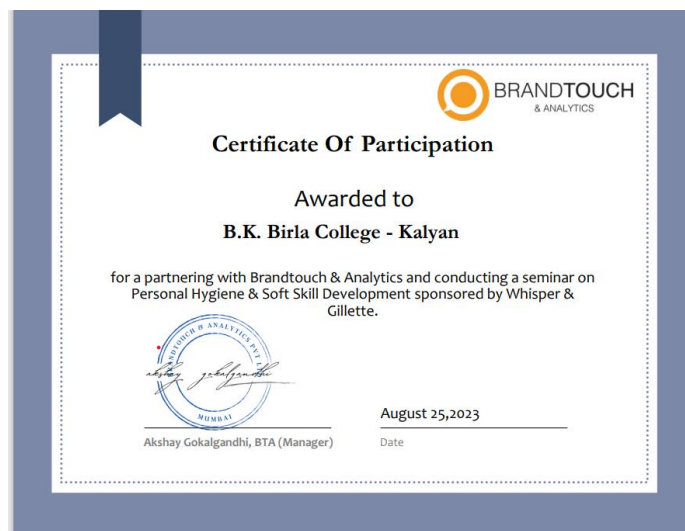 BRANDTOUCH
& ANALYTICS
Certificate Of Participation
Awarded to
B.K. Birla College - Kalyan
for a partnering with Brandtouch & Analytics and conducting a seminar on
Personal Hygiene & Soft Skill Development sponsored by Whisper &
Gillette.
BRANDTOUCH & ANALYTICS PVT L
MUMBAI
akshay gokalgandhi
August 25,2023
Akshay Gokalgandhi, BTA (Manager)
Date